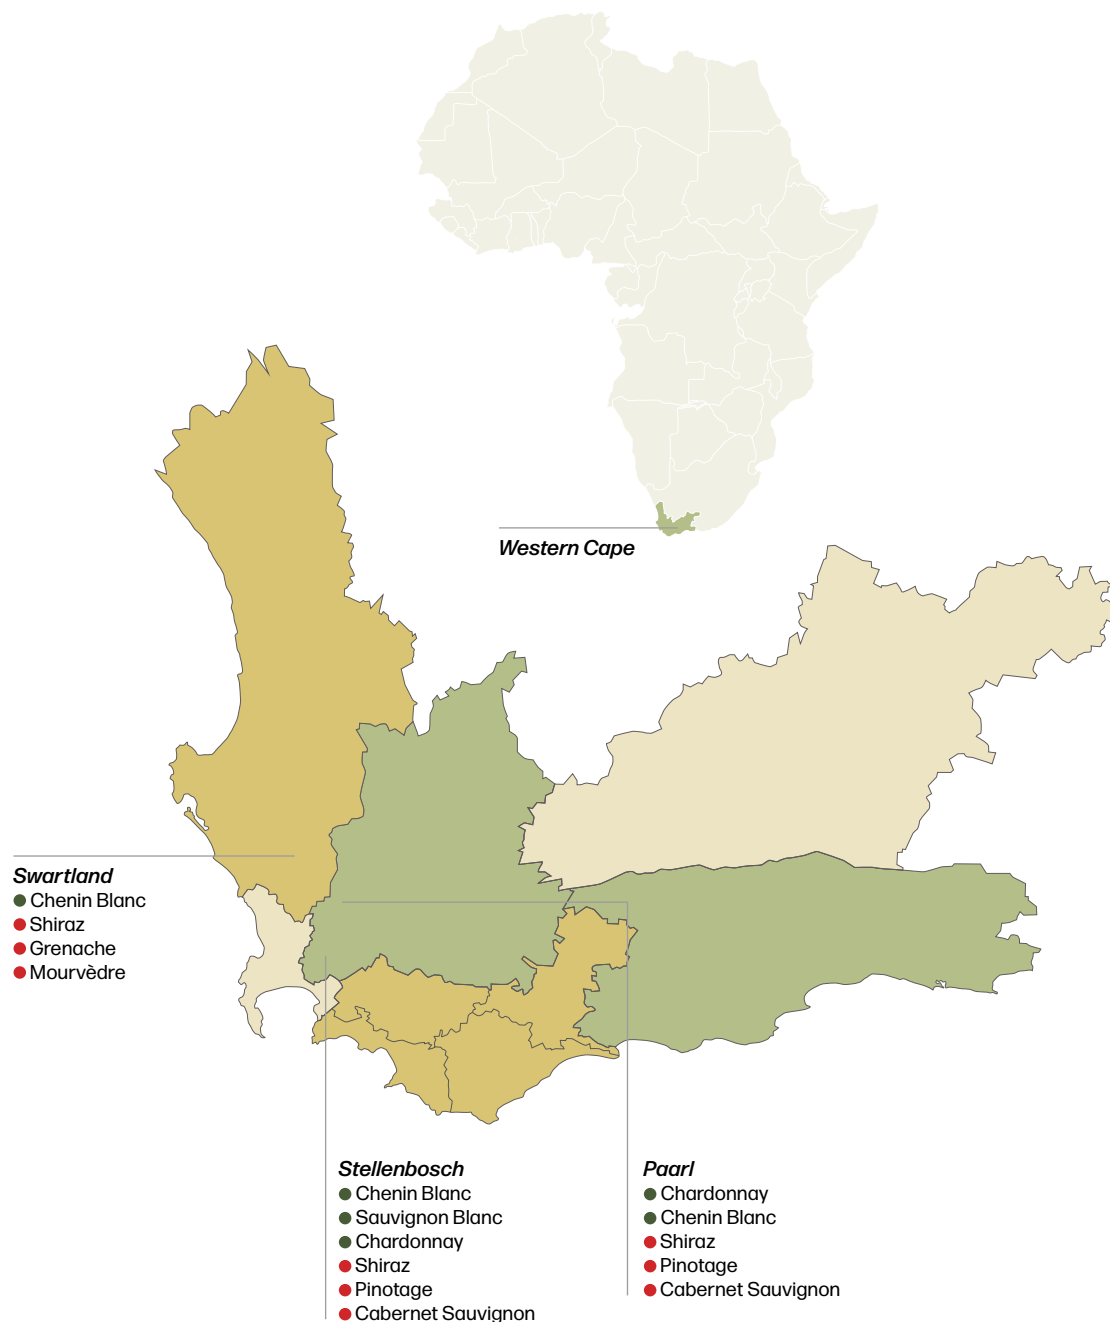 Western Cape
Swartland
Chenin Blanc
Shiraz
Grenache
Mourvèdre
Stellenbosch
Chenin Blanc
Sauvignon Blanc
Chardonnay
Shiraz
Pinotage
Cabernet Sauvignon
Paarl
Chardonnay
Chenin Blanc
Shiraz
Pinotage
Cabernet Sauvignon